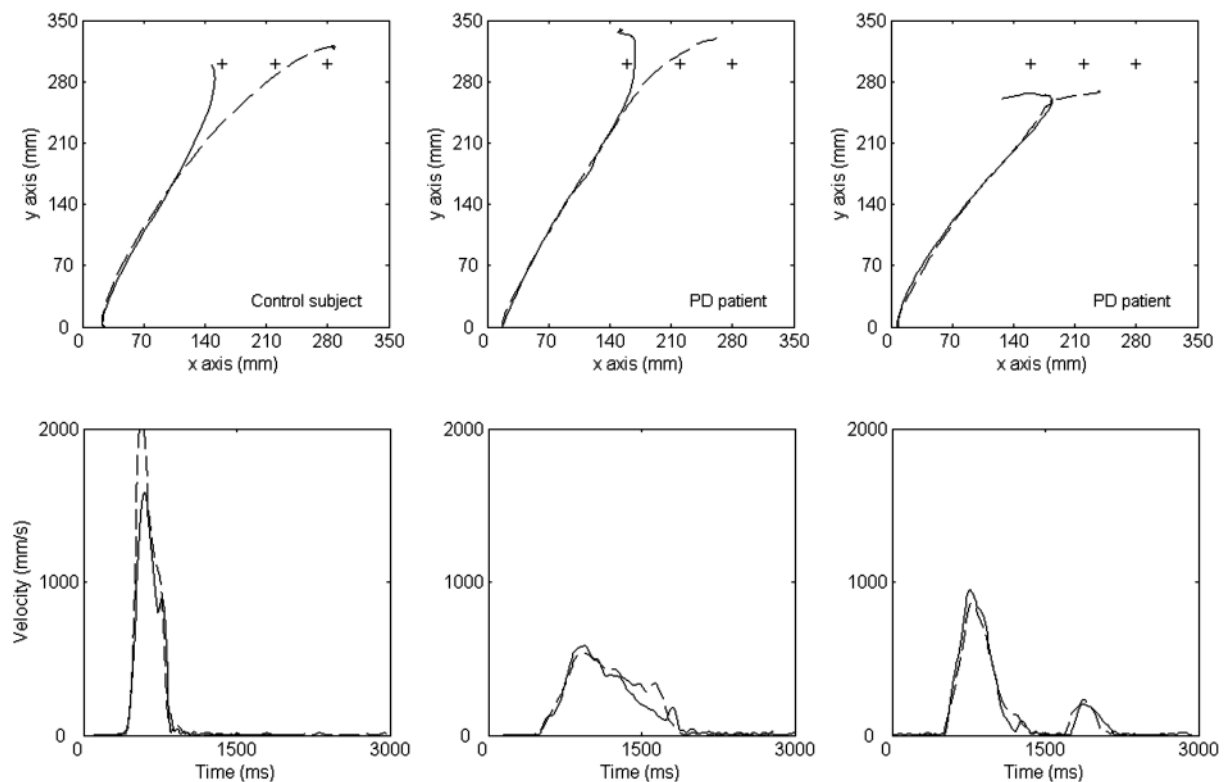 350
280
210
140
70
0
y axis (mm)
Control subject
0 70 140 210 280 350
x axis (mm)
350
280
210
140
70
0
y axis (mm)
PD patient
0 70 140 210 280 350
x axis (mm)
350
280
210
140
70
0
y axis (mm)
PD patient
0 70 140 210 280 350
x axis (mm)
2000
1000
0
Velocity (mm/s)
0 1500 3000
Time (ms)
2000
1000
0
0 1500 3000
Time (ms)
2000
1000
0
0 1500 3000
Time (ms)